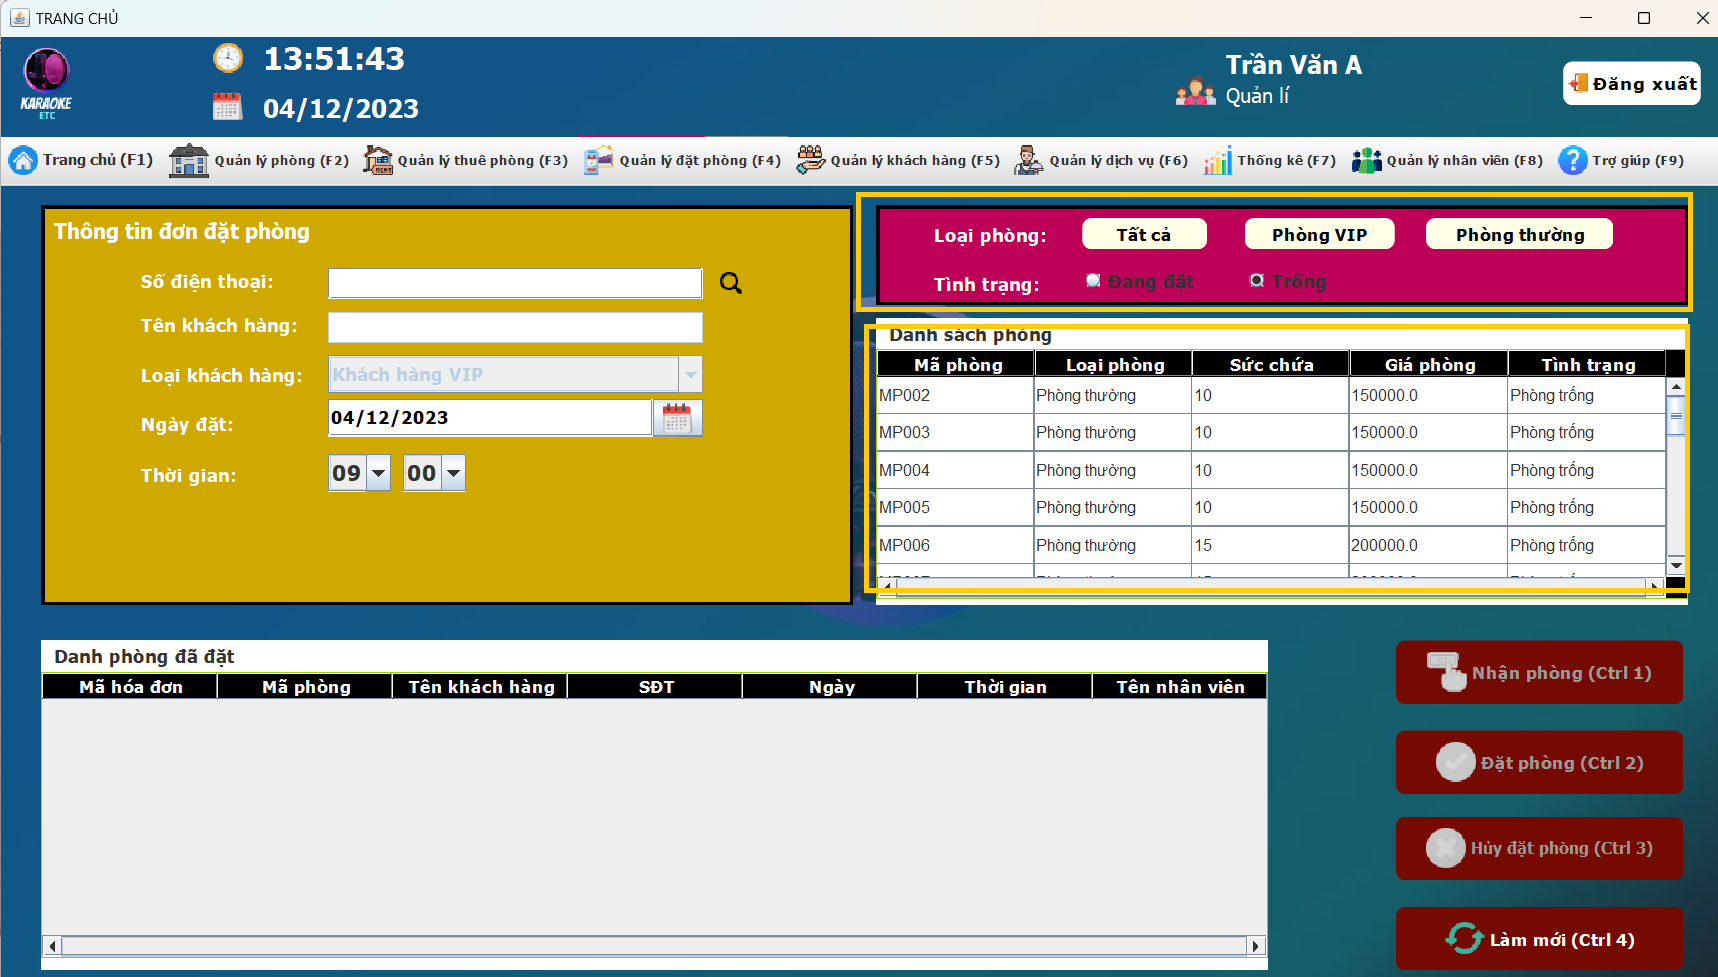 TRANG CHỦ
KARAOKE
ETC
13:51:43
04/12/2023
Trần Văn A
Quản lí
Đăng xuất
Trang chủ (F1)
Quản lý phòng (F2)
Quản lý thuê phòng (F3)
Quản lý đặt phòng (F4)
Quản lý khách hàng (F5)
Quản lý dịch vụ (F6)
Thống kê (F7)
Quản lý nhân viên (F8)
Trợ giúp (F9)
Thông tin đơn đặt phòng
Số điện thoại:
Tên khách hàng:
Loại khách hàng: Khách hàng VIP
Ngày đặt: 04/12/2023
Thời gian: 09 00
Loại phòng: Tất cả Phòng VIP Phòng thường
Tình trạng: Đang đặt Trống
Danh sách phòng
Mã phòng Loại phòng Sức chứa Giá phòng Tình trạng
MP002 Phòng thường 10 150000.0 Phòng trống
MP003 Phòng thường 10 150000.0 Phòng trống
MP004 Phòng thường 10 150000.0 Phòng trống
MP005 Phòng thường 10 150000.0 Phòng trống
MP006 Phòng thường 15 200000.0 Phòng trống
Danh phòng đã đặt
Mã hóa đơn Mã phòng Tên khách hàng SĐT Ngày Thời gian Tên nhân viên
Nhận phòng (Ctrl 1)
Đặt phòng (Ctrl 2)
Hủy đặt phòng (Ctrl 3)
Làm mới (Ctrl 4)